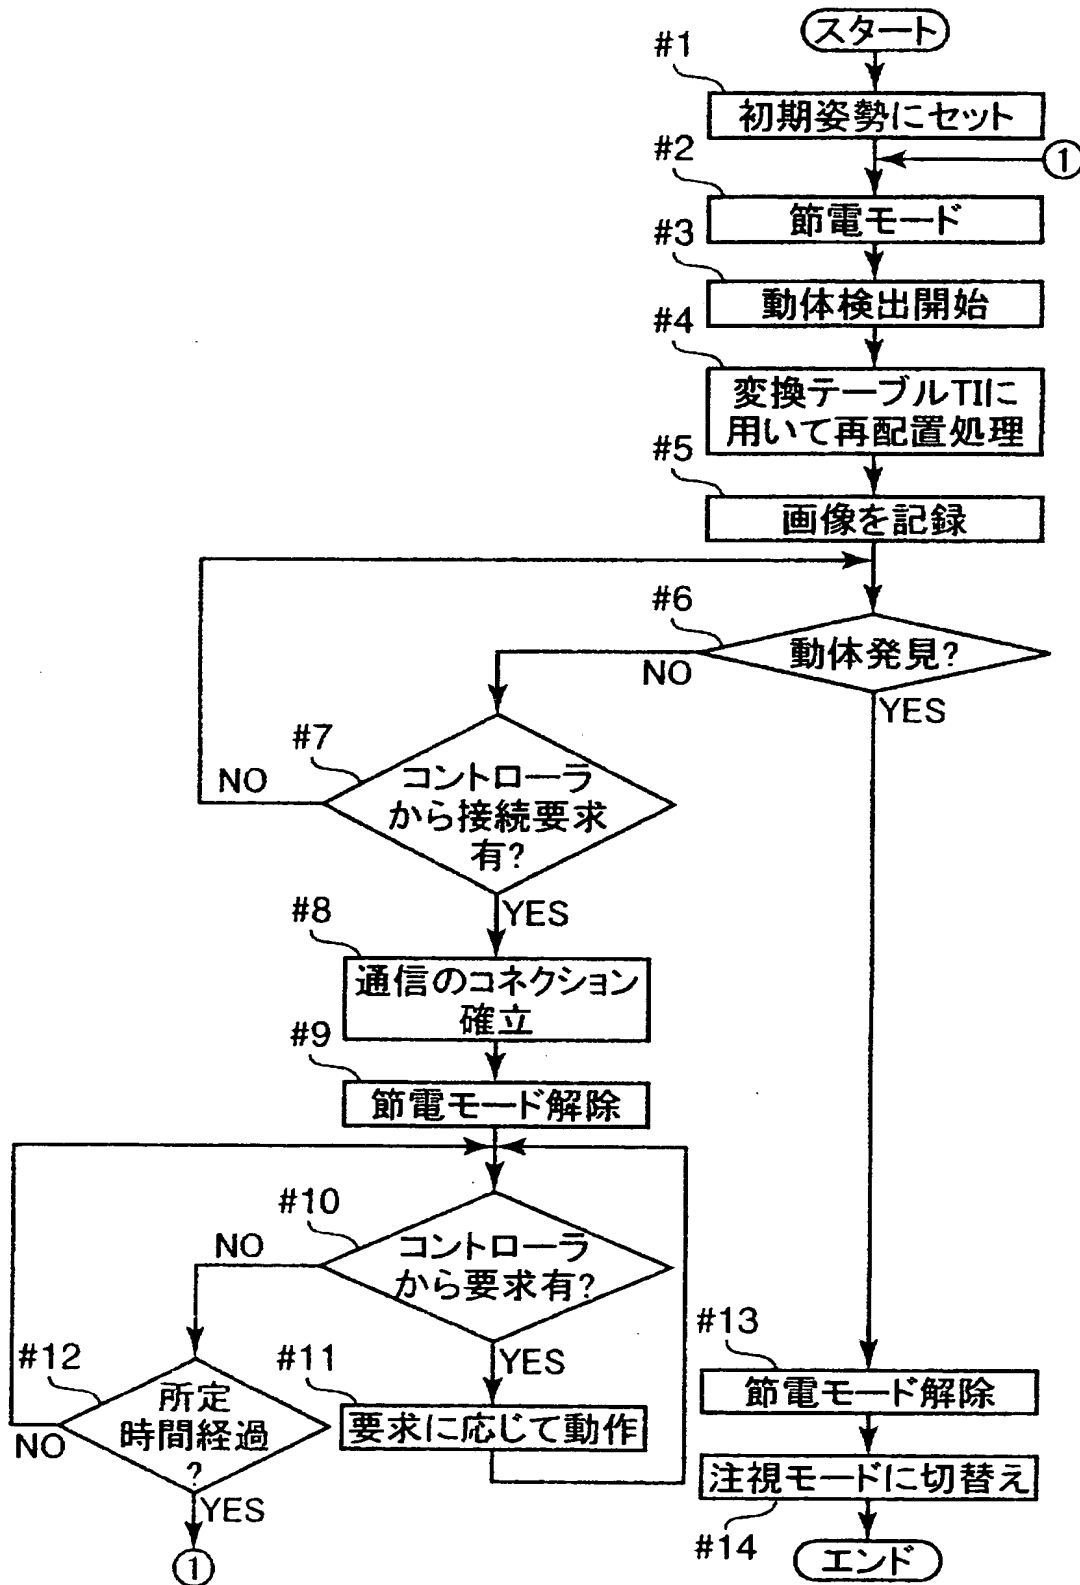 スタート
#1
初期姿勢にセット
①
#2
節電モード
#3
動体検出開始
#4
変換テーブルTIに
用いて再配置処理
#5
画像を記録
#6
動体発見?
NO
YES
#7
コントローラ
から接続要求
有?
NO
YES
#8
通信のコネクション
確立
#9
節電モード解除
#10
コントローラ
から要求有?
NO
YES
#11
要求に応じて動作
#12
所定
時間経過
?
NO
YES
①
#13
節電モード解除
注視モードに切替え
#14
エンド